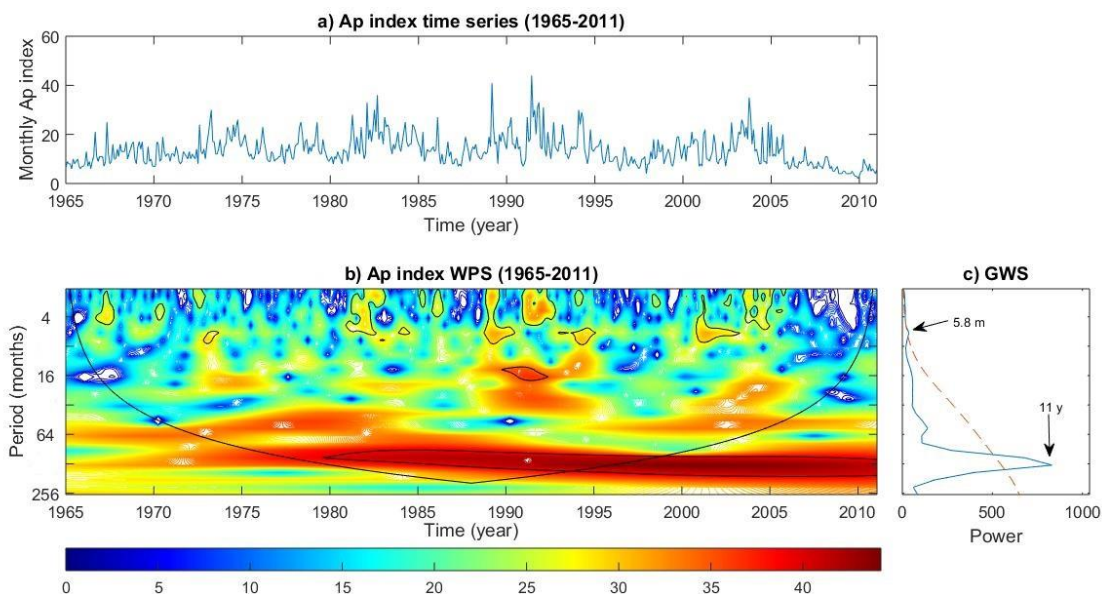 a) Ap index time series (1965-2011)
Monthly Ap index
60
40
20
0
1965 1970 1975 1980 1985 1990 1995 2000 2005 2010
Time (year)
b) Ap index WPS (1965-2011)
Period (months)
4
16
64
256
1965 1970 1975 1980 1985 1990 1995 2000 2005 2010
Time (year)
c) GWS
5.8 m
11 y
0 500 1000
Power
0 5 10 15 20 25 30 35 40